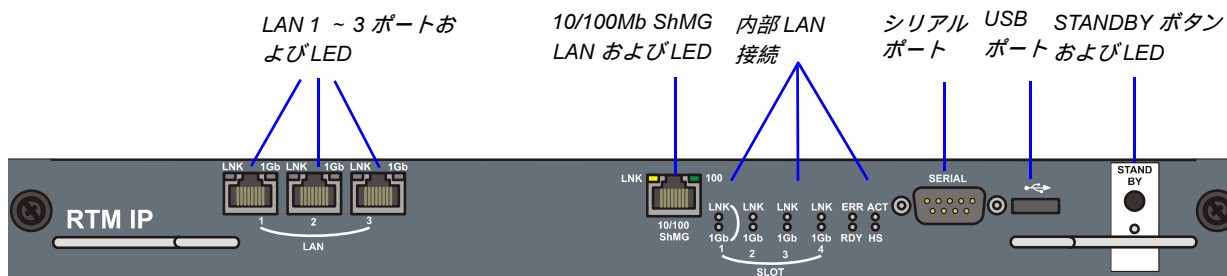 LAN 1 ~ 3 ポートお
よび LED
10/100Mb ShMG
LAN および LED
内部 LAN
接続
シリアル
ポート
USB
ポート
STANDBY ボタン
および LED
LNK 1Gb LNK 1Gb LNK 1Gb
1 2 3
LAN
RTM IP
LNK 100
10/100
ShMG
LNK LNK LNK LNK ERR ACT
1Gb 1Gb 1Gb 1Gb RDY HS
1 2 3 4
SLOT
SERIAL
STAND
BY